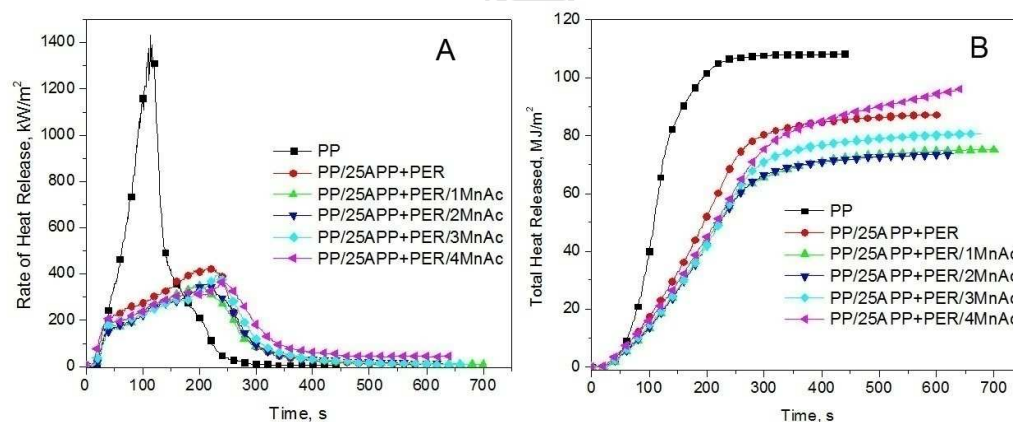 A
Rate of Heat Release, kW/m²
1400
1200
1000
800
600
400
200
0
PP
PP/25APP+PER
PP/25APP+PER/1MnAc
PP/25APP+PER/2MnAc
PP/25APP+PER/3MnAc
PP/25APP+PER/4MnAc
0 100 200 300 400 500 600 700
Time, s
B
Total Heat Released, MJ/m²
120
100
80
60
40
20
0
PP
PP/25APP+PER
PP/25APP+PER/1MnAc
PP/25APP+PER/2MnAc
PP/25APP+PER/3MnAc
PP/25APP+PER/4MnAc
0 100 200 300 400 500 600 700
Time, s